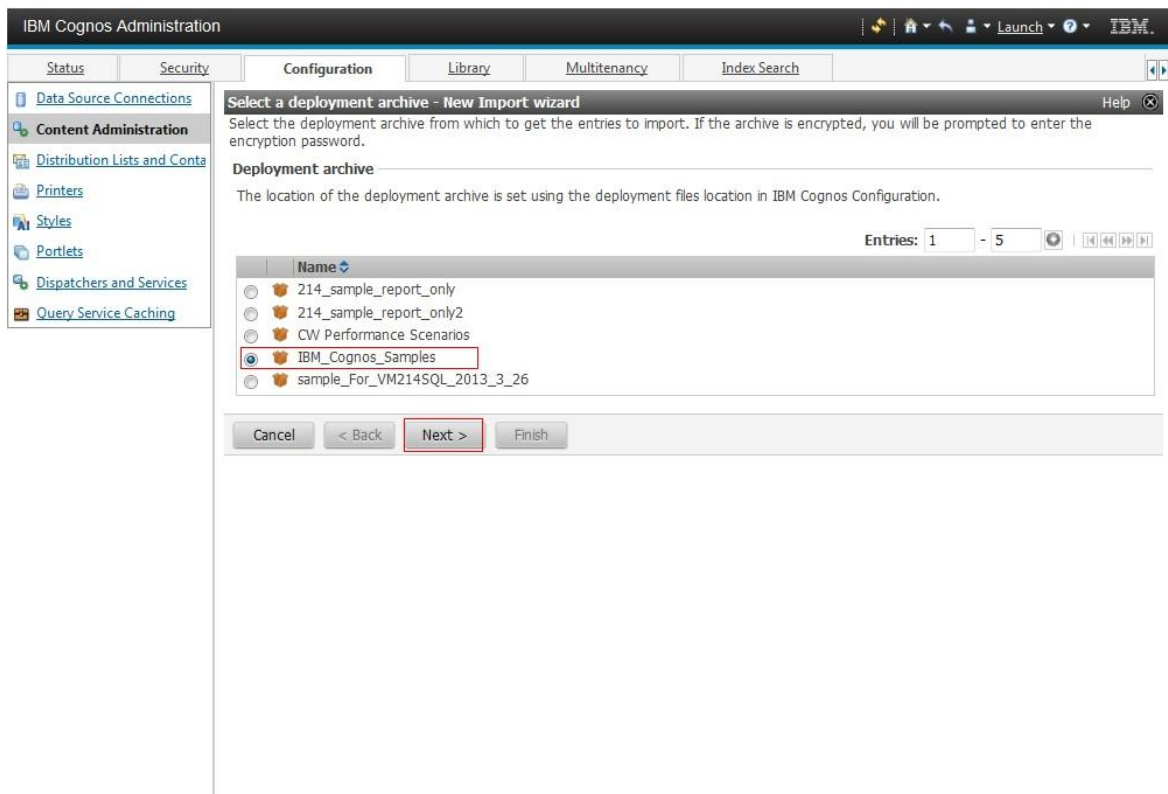 IBM Cognos Administration
Launch
IBM.
Status
Security
Configuration
Library
Multitenancy
Index Search
Data Source Connections
Content Administration
Distribution Lists and Conta
Printers
Styles
Portlets
Dispatchers and Services
Query Service Caching
Select a deployment archive - New Import wizard
Help
Select the deployment archive from which to get the entries to import. If the archive is encrypted, you will be prompted to enter the
encryption password.
Deployment archive
The location of the deployment archive is set using the deployment files location in IBM Cognos Configuration.
Entries: 1 - 5
Name
214_sample_report_only
214_sample_report_only2
CW Performance Scenarios
IBM_Cognos_Samples
sample_For_VM214SQL_2013_3_26
Cancel
< Back
Next >
Finish